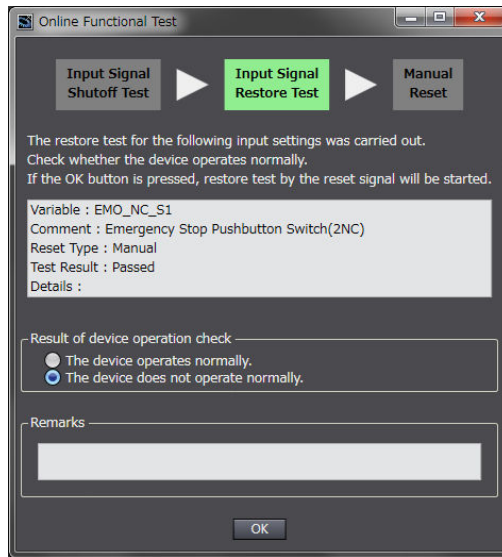 Online Functional Test
Input Signal
Shutoff Test
Input Signal
Restore Test
Manual
Reset
The restore test for the following input settings was carried out.
Check whether the device operates normally.
If the OK button is pressed, restore test by the reset signal will be started.
Variable : EMO_NC_S1
Comment : Emergency Stop Pushbutton Switch(2NC)
Reset Type : Manual
Test Result : Passed
Details :
Result of device operation check
The device operates normally.
The device does not operate normally.
Remarks
OK